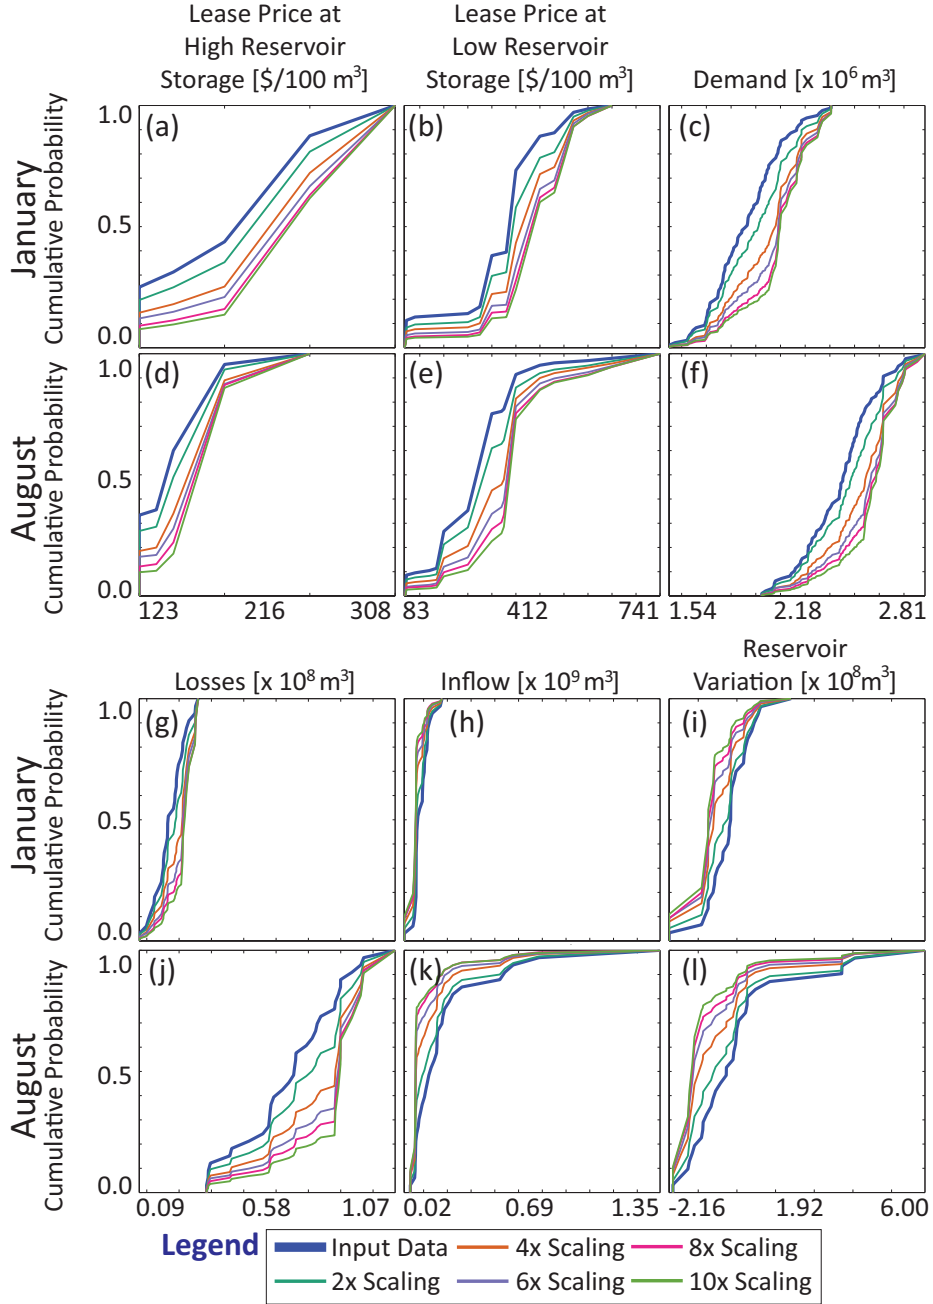 Lease Price at High Reservoir Storage [$/100 m³]
Lease Price at Low Reservoir Storage [$/100 m³]
Demand [x 10⁶ m³]
January
Cumulative Probability
1.0
0.5
0.0
(a)
(b)
(c)
August
Cumulative Probability
1.0
0.5
0.0
(d)
(e)
(f)
123 216 308
83 412 741
1.54 2.18 2.81
Losses [x 10⁸ m³]
Inflow [x 10⁹ m³]
Reservoir
Variation [x 10⁸m³]
January
Cumulative Probability
1.0
0.5
0.0
(g)
(h)
(i)
August
Cumulative Probability
1.0
0.5
0.0
(j)
(k)
(l)
0.09 0.58 1.07
0.02 0.69 1.35
-2.16 1.92 6.00
Legend
Input Data
4x Scaling
8x Scaling
2x Scaling
6x Scaling
10x Scaling